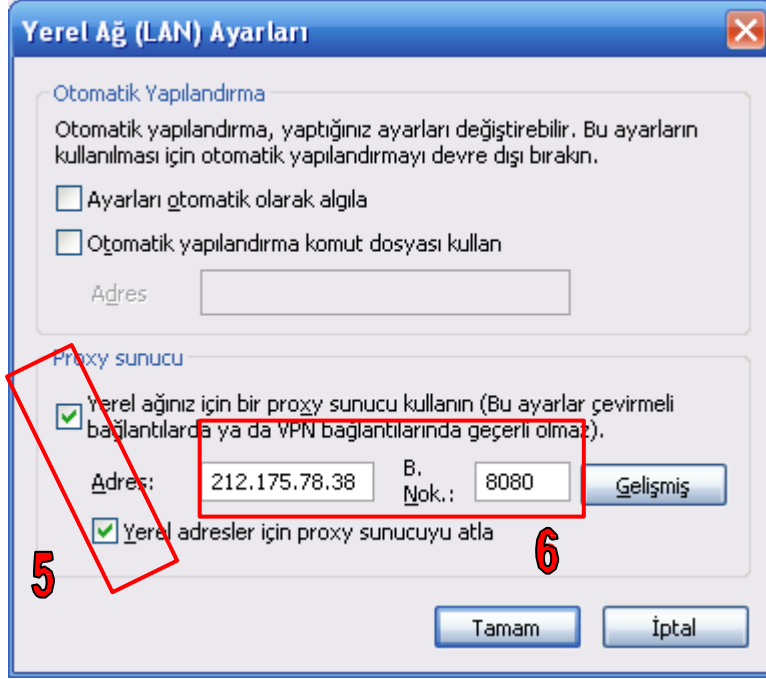 Yerel Ağ (LAN) Ayarları
Otomatik Yapılandırma
Otomatik yapılandırma, yaptığınız ayarları değiştirebilir. Bu ayarların
kullanılması için otomatik yapılandırmayı devre dışı bırakın.
Ayarları otomatik olarak algıla
Otomatik yapılandırma komut dosyası kullan
Adres
Proxy sunucu
Yerel ağınız için bir proxy sunucu kullanın (Bu ayarlar çevirmeli
bağlantılarda ya da VPN bağlantılarında geçerli olmaz).
Adres: 212.175.78.38 B. Nok.: 8080 Gelişmiş
Yerel adresler için proxy sunucuyu atla
5 6
Tamam İptal